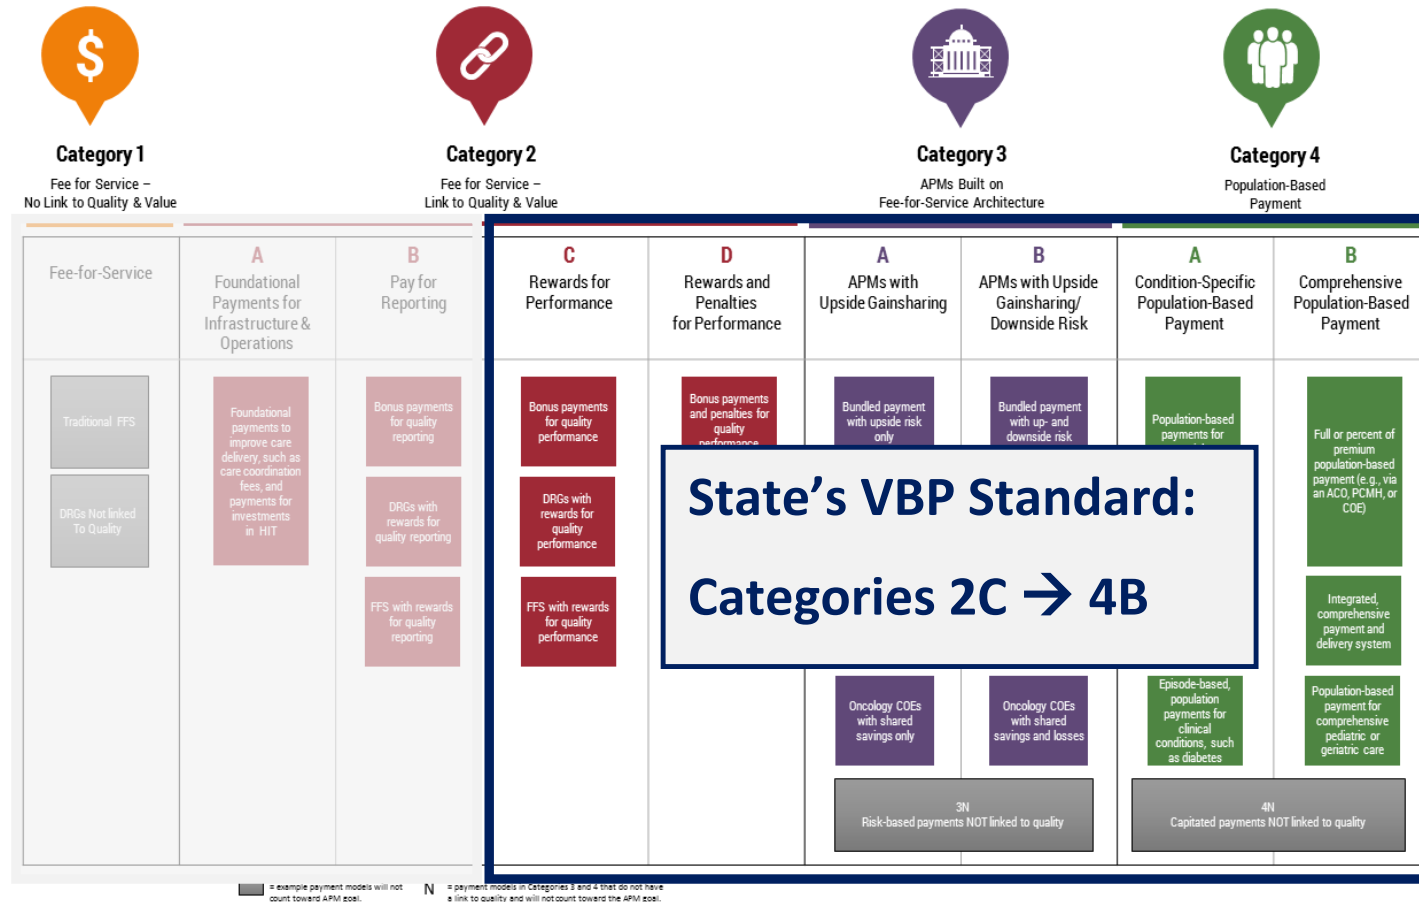 $
Category 1
Fee for Service –
No Link to Quality & Value
Category 2
Fee for Service –
Link to Quality & Value
Category 3
APMs Built on
Fee-for-Service Architecture
Category 4
Population-Based
Payment
Fee-for-Service
A
Foundational
Payments for
Infrastructure &
Operations
B
Pay for
Reporting
C
Rewards for
Performance
D
Rewards and
Penalties
for Performance
A
APMs with
Upside Gainsharing
B
APMs with Upside
Gainsharing/
Downside Risk
A
Condition-Specific
Population-Based
Payment
B
Comprehensive
Population-Based
Payment
Traditional FFS
DRGs Not linked
To Quality
Foundational
payments to
improve care
delivery, such as
care coordination
fees, and
payments for
investments
in HIT
Bonus payments
for quality
reporting
DRGs with
rewards for
quality reporting
FFS with rewards
for quality
reporting
Bonus payments
for quality
performance
DRGs with
rewards for
quality
performance
FFS with rewards
for quality
performance
Bonus payments
and penalties for
quality
performance
Bundled payment
with upside risk
only
Oncology COEs
with shared
savings only
Bundled payment
with up- and
downside risk
Oncology COEs
with shared
savings and losses
Population-based
payments for
Episode-based,
population
payments for
clinical
conditions, such
as diabetes
Full or percent of
premium
population-based
payment (e.g., via
an ACO, PCMH, or
COE)
Integrated,
comprehensive
payment and
delivery system
Population-based
payment for
comprehensive
pediatric or
geriatric care
State’s VBP Standard:
Categories 2C → 4B
3N
Risk-based payments NOT linked to quality
4N
Capitated payments NOT linked to quality
= example payment models will not
count toward APM goal.
N = payment models in Categories 3 and 4 that do not have
a link to quality and will not count toward the APM goal.